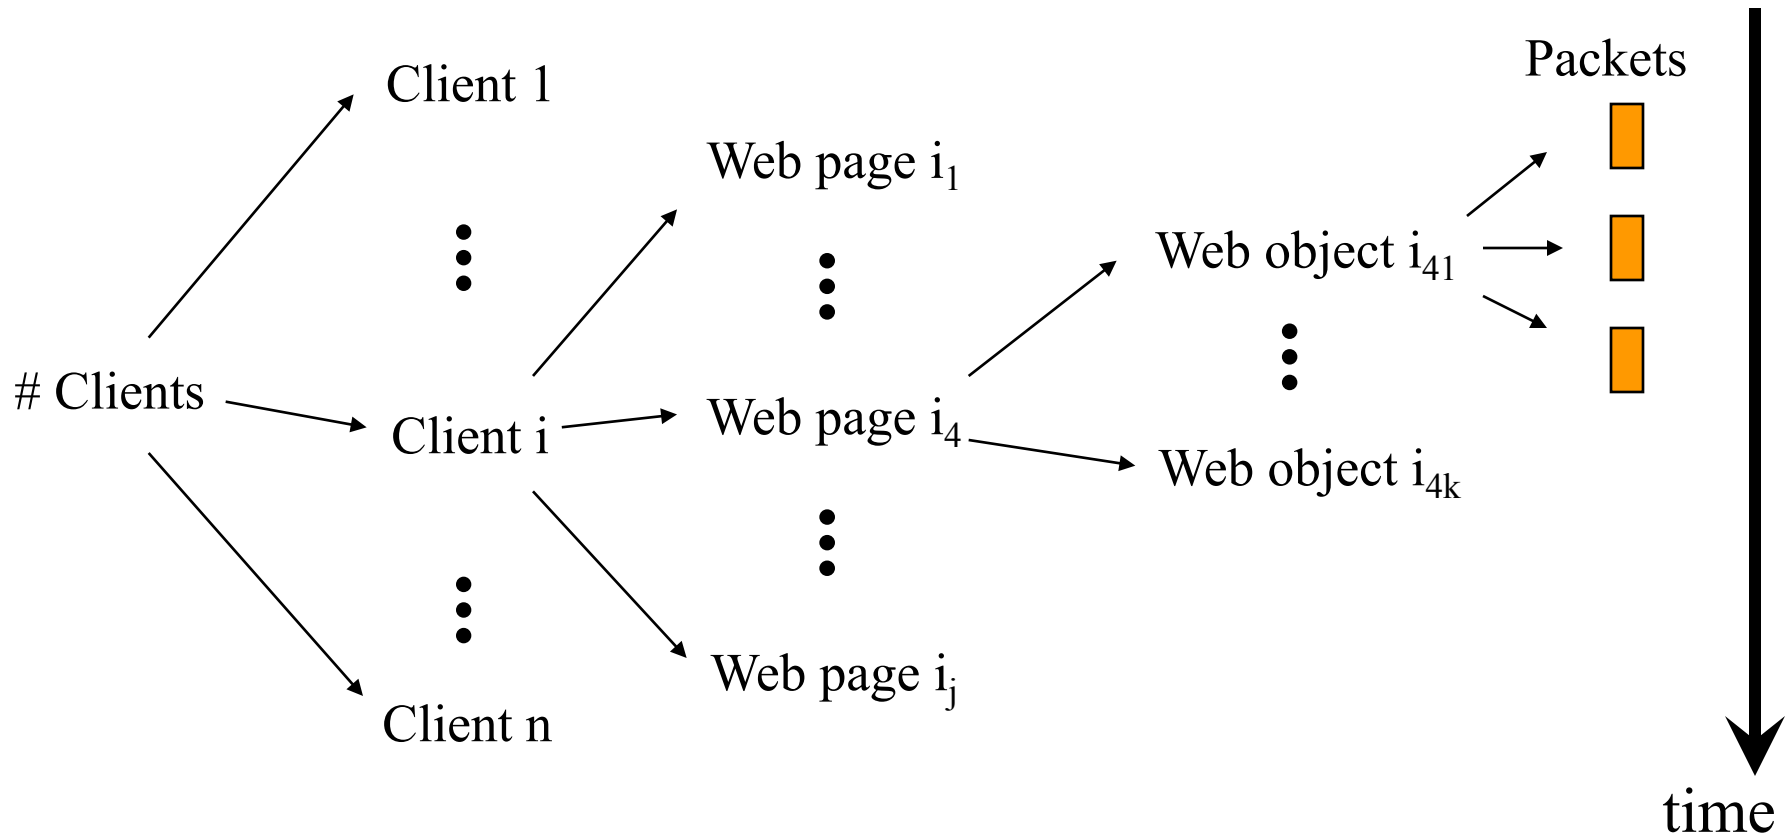 # Clients
Client 1
Client i
Client n
Web page i1
Web page i4
Web page ij
Web object i41
Web object i4k
Packets
time